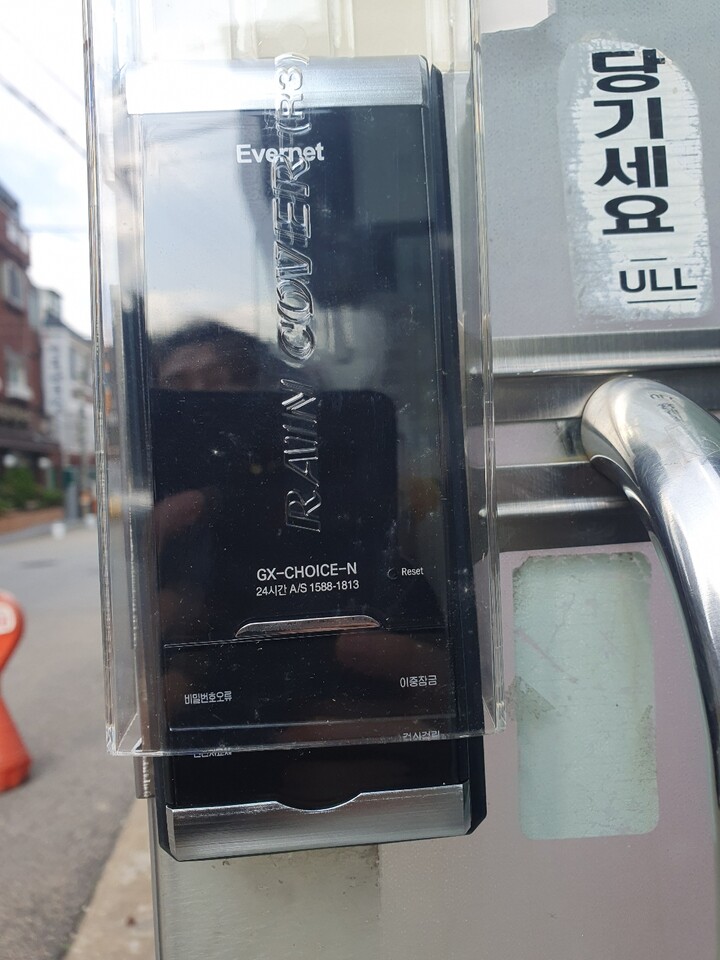 Evernet
RAIN COVER (R3)
GX-CHOICE-N
24시간 A/S 1588-1813
Reset
비밀번호오류
이중잠금
당기세요
ULL